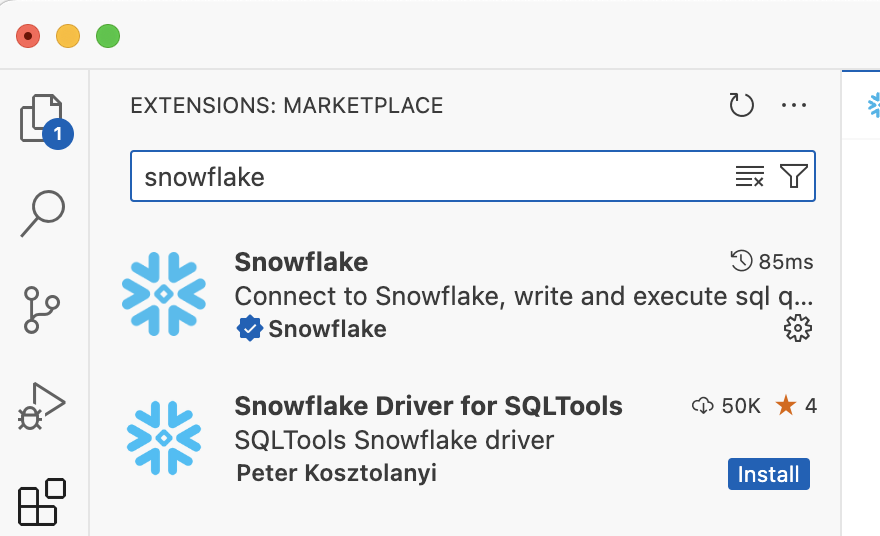 1
EXTENSIONS: MARKETPLACE
snowflake
Snowflake 85ms
Connect to Snowflake, write and execute sql q...
Snowflake
Snowflake Driver for SQLTools 50K 4
SQLTools Snowflake driver
Peter Kosztolanyi Install